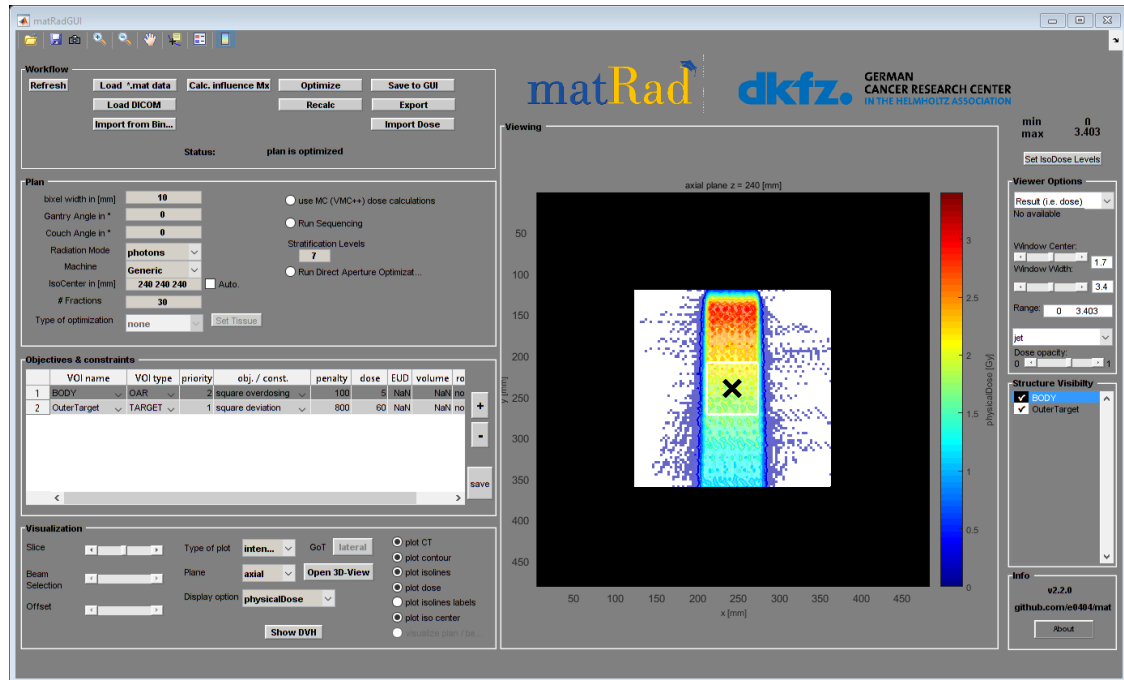 matRadGUI
Workflow
Refresh
Load *.mat data
Calc. influence Mx
Optimize
Save to GUI
Load DICOM
Recalc
Export
Import from Bin...
Import Dose
Status: plan is optimized
Plan
bixel width in [mm] 10
Gantry Angle in ° 0
Couch Angle in ° 0
Radiation Mode photons
Machine Generic
IsoCenter in [mm] 240 240 240 Auto.
# Fractions 30
Type of optimization none Set Tissue
use MC (VMC++) dose calculations
Run Sequencing
Stratification Levels
7
Run Direct Aperture Optimizat...
Objectives & constraints
VOI name VOI type priority obj. / const. penalty dose EUD volume ro
1 BODY OAR 2 square overdosing 100 5 NaN NaN no
2 OuterTarget TARGET 1 square deviation 800 60 NaN NaN no
+
-
save
Visualization
Slice
Beam
Selection
Offset
Type of plot inten... GoT lateral
Plane axial Open 3D-View
Display option physicalDose
Show DVH
plot CT
plot contour
plot isolines
plot dose
plot isolines labels
plot iso center
visualize plan / be...
matRad
dkfz.
GERMAN
CANCER RESEARCH CENTER
IN THE HELMHOLTZ ASSOCIATION
Viewing
axial plane z = 240 [mm]
50
100
150
200
250
300
350
400
450
y [mm]
50 100 150 200 250 300 350 400 450
x [mm]
3
2.5
2
1.5
1
0.5
0
physicalDose [Gy]
min 0
max 3.403
Set IsoDose Levels
Viewer Options
Result (i.e. dose)
No available
Window Center:
1.7
Window Width:
3.4
Range: 0 3.403
jet
Dose opacity:
0 1
Structure Visibilty
BODY
OuterTarget
Info
v2.2.0
github.com/e0404/mat
About